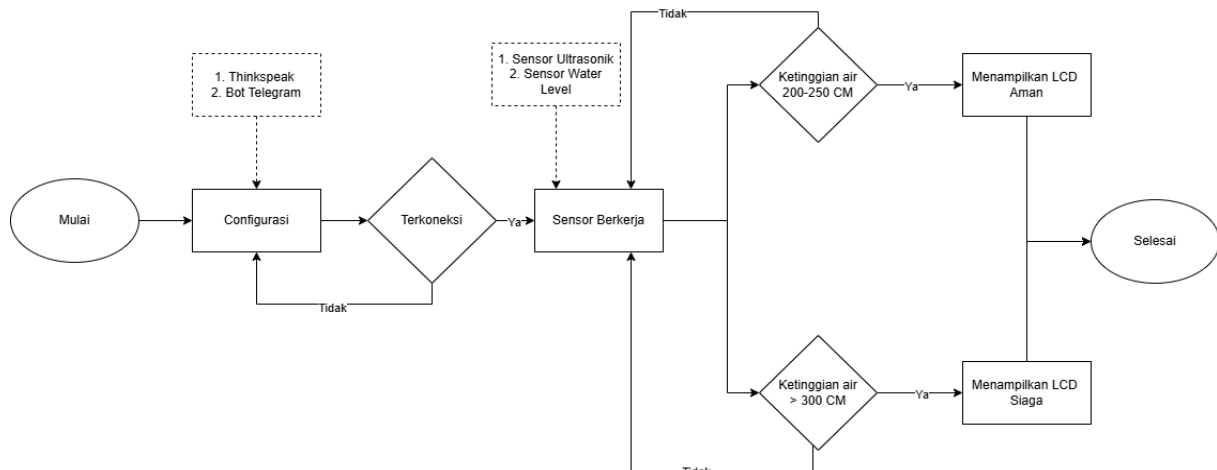 Tidak
1. Thinkspeak
2. Bot Telegram
1. Sensor Ultrasonik
2. Sensor Water
Level
Ketinggian air
200-250 CM
Ya
Menampilkan LCD
Aman
Mulai
Configurasi
Terkoneksi
Ya
Sensor Berkerja
Selesai
Tidak
Ketinggian air
> 300 CM
Ya
Menampilkan LCD
Siaga
Tidak